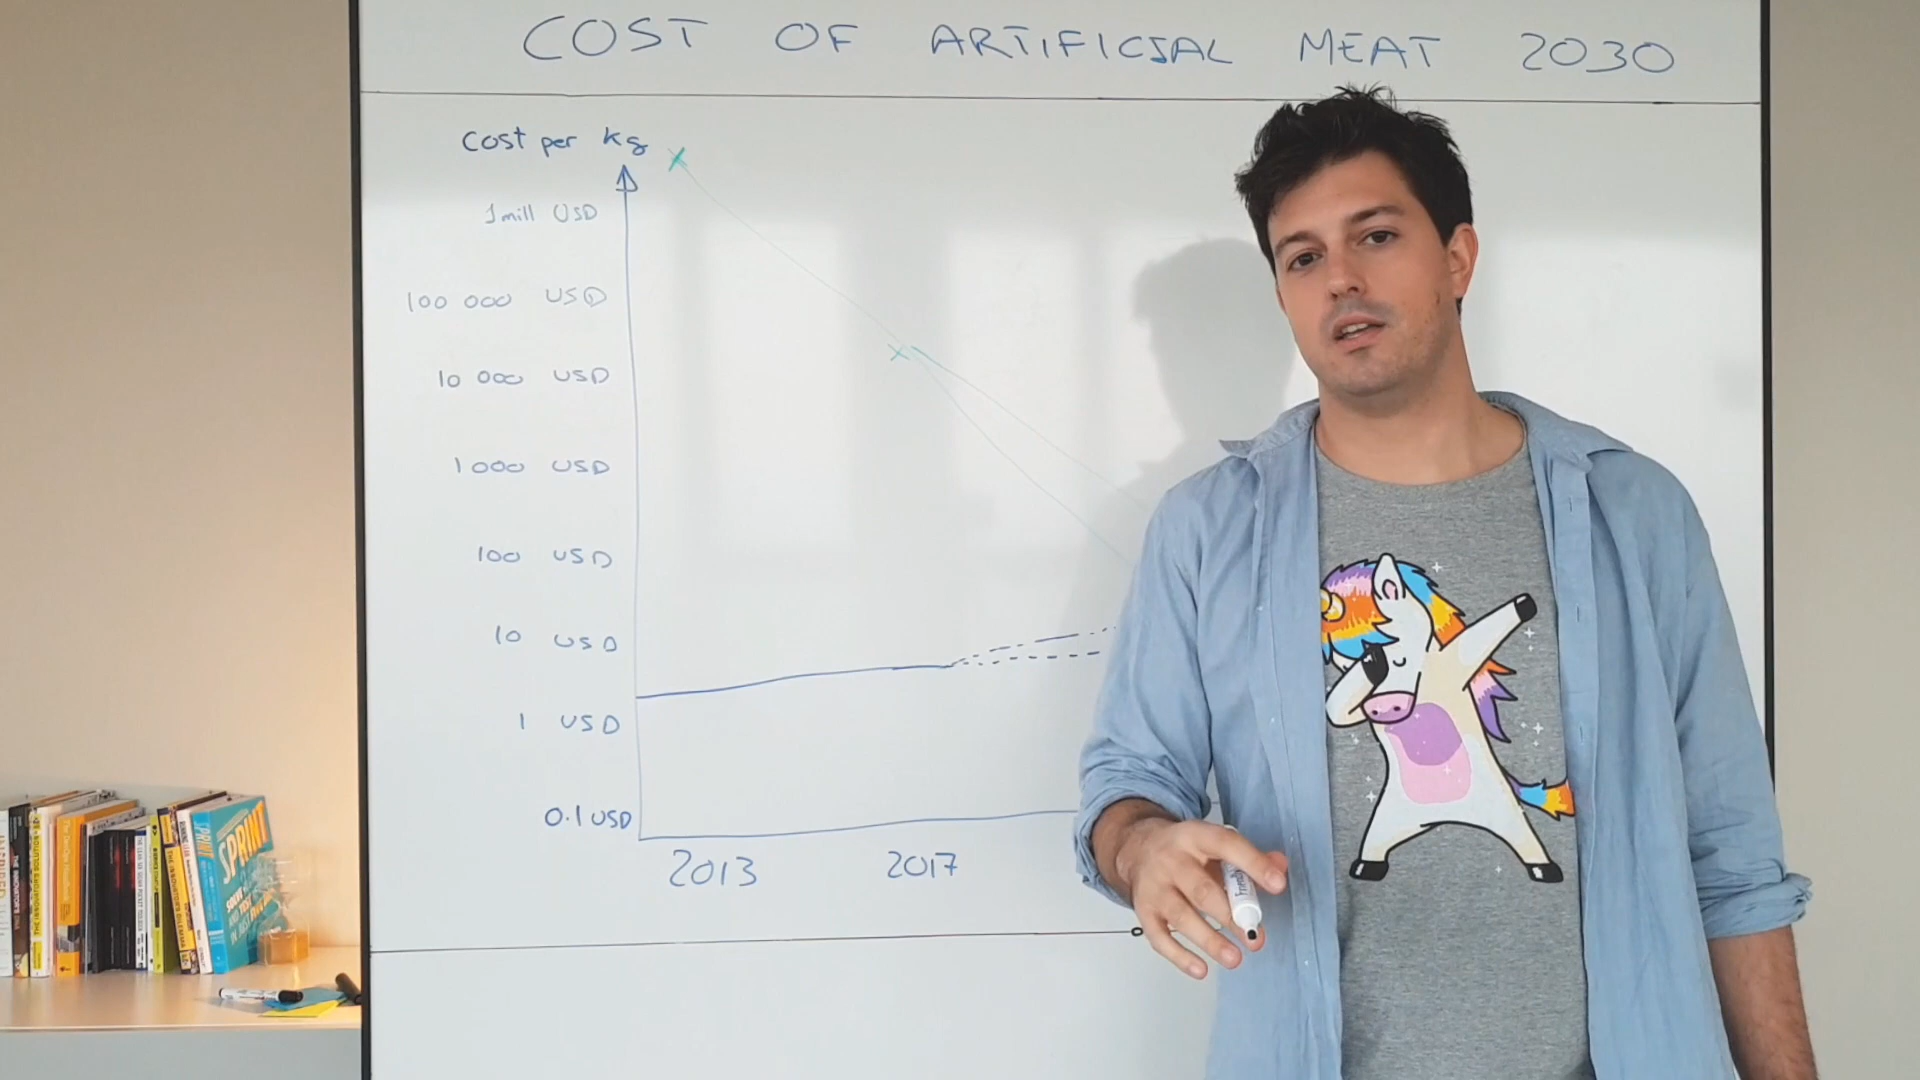 COST OF ARTIFICIAL MEAT 2030
Cost per kg
1 mill USD
100 000 USD
10 000 USD
1 000 USD
100 USD
10 USD
1 USD
0.1 USD
2013 2017
SPRINT